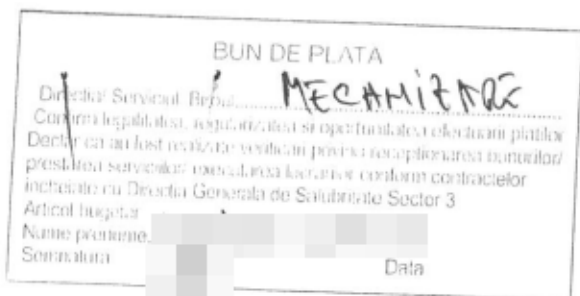 BUN DE PLATA
Directia/ Serviciul/ Birou.......... MECANIZARE
Confirm legalitatea, regularitatea si oportunitatea efectuarii platilor
Declar ca au fost realizate verificari privind receptionarea bunurilor/
prestarea serviciilor/ executarea lucrarilor conform contractelor
incheiate cu Directia Generala de Salubritate Sector 3
Articol bugetar
Nume prenume
Semnatura Data